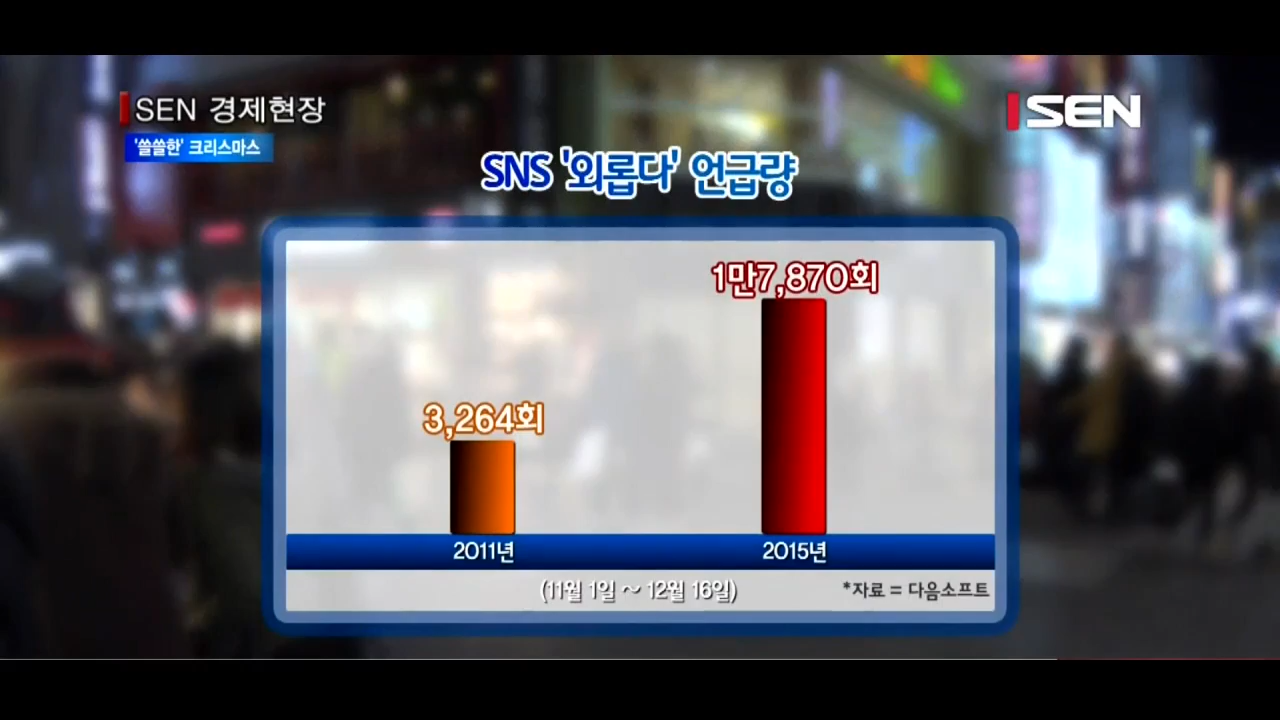 SEN 경제현장
SEN
'쓸쓸한' 크리스마스
SNS '외롭다' 언급량
1만7,870회
3,264회
2011년
2015년
(11월 1일 ~ 12월 16일)
*자료 = 다음소프트